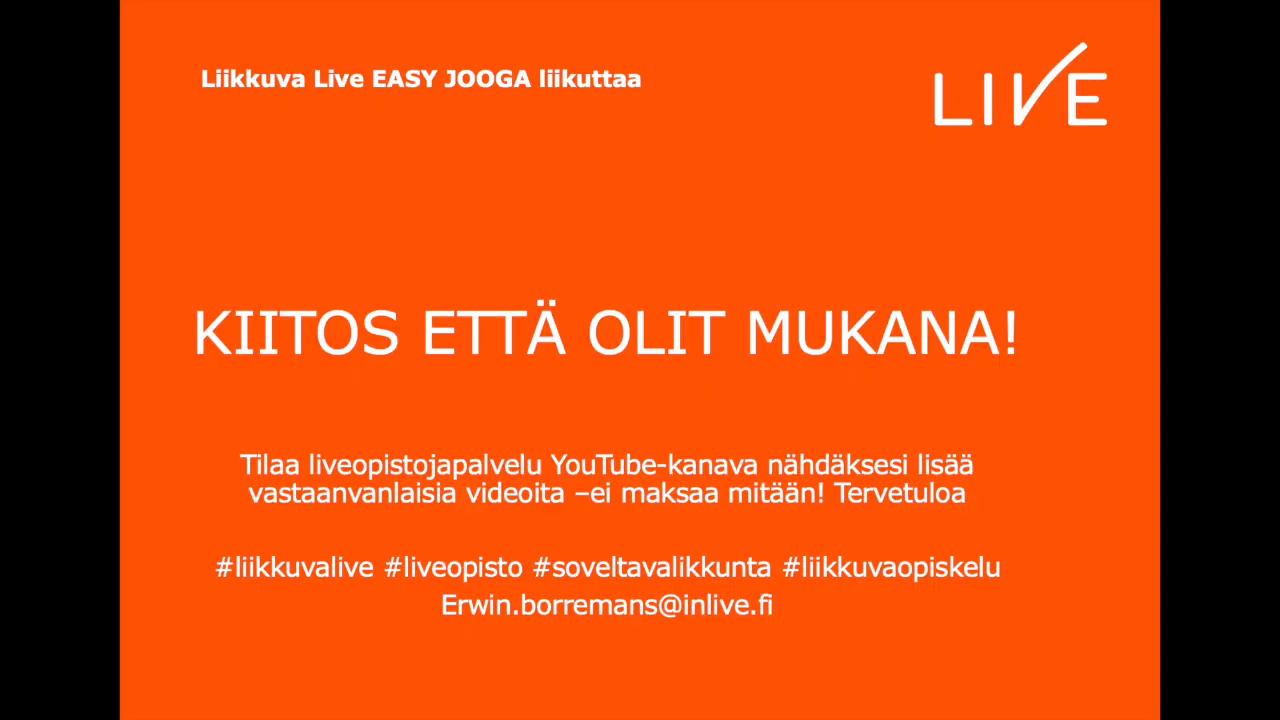 Liikkuva Live EASY JOOGA liikuttaa
LIVE
KIITOS ETTÄ OLIT MUKANA!
Tilaa liveopistojapalvelu YouTube-kanava nähdäksesi lisää
vastaanvanlaisia videoita –ei maksaa mitään! Tervetuloa
#liikkuvalive #liveopisto #soveltavalikkunta #liikkuvaopiskelu
Erwin.borremans@inlive.fi